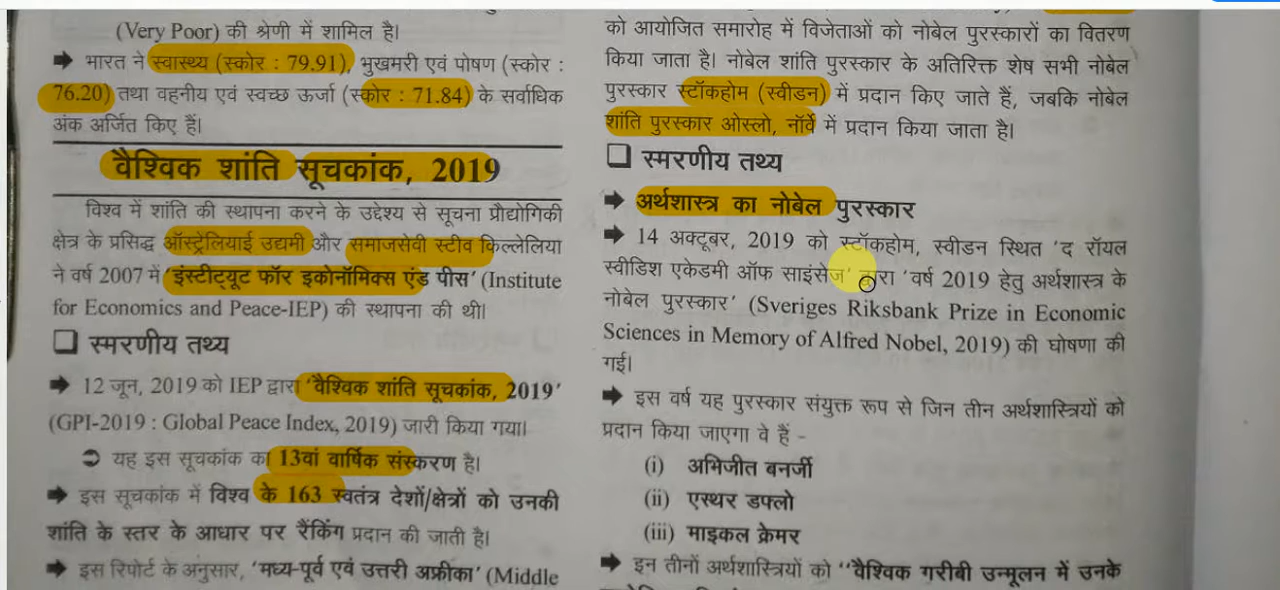 (Very Poor) की श्रेणी में शामिल है।
➡ भारत ने स्वास्थ्य (स्कोर : 79.91), भुखमरी एवं पोषण (स्कोर :
76.20) तथा वहनीय एवं स्वच्छ ऊर्जा (स्कोर : 71.84) के सर्वाधिक
अंक अर्जित किए हैं।
वैश्विक शांति सूचकांक, 2019
विश्व में शांति की स्थापना करने के उद्देश्य से सूचना प्रौद्योगिकी
क्षेत्र के प्रसिद्ध ऑस्ट्रेलियाई उद्यमी और समाजसेवी स्टीव किल्लेलिया
ने वर्ष 2007 में 'इंस्टीट्यूट फॉर इकोनॉमिक्स एंड पीस' (Institute
for Economics and Peace-IEP) की स्थापना की थी।
❑ स्मरणीय तथ्य
➡ 12 जून, 2019 को IEP द्वारा 'वैश्विक शांति सूचकांक, 2019'
(GPI-2019 : Global Peace Index, 2019) जारी किया गया।
➲ यह इस सूचकांक का 13वां वार्षिक संस्करण है।
➡ इस सूचकांक में विश्व के 163 स्वतंत्र देशों/क्षेत्रों को उनकी
शांति के स्तर के आधार पर रैंकिंग प्रदान की जाती है।
➡ इस रिपोर्ट के अनुसार, 'मध्य-पूर्व एवं उत्तरी अफ्रीका' (Middle
को आयोजित समारोह में विजेताओं को नोबेल पुरस्कारों का वितरण
किया जाता है। नोबेल शांति पुरस्कार के अतिरिक्त शेष सभी नोबेल
पुरस्कार स्टॉकहोम (स्वीडन) में प्रदान किए जाते हैं, जबकि नोबेल
शांति पुरस्कार ओस्लो, नॉर्वे में प्रदान किया जाता है।
❑ स्मरणीय तथ्य
➡ अर्थशास्त्र का नोबेल पुरस्कार
➡ 14 अक्टूबर, 2019 को स्टॉकहोम, स्वीडन स्थित 'द रॉयल
स्वीडिश एकेडमी ऑफ साइंसेज' द्वारा 'वर्ष 2019 हेतु अर्थशास्त्र के
नोबेल पुरस्कार' (Sveriges Riksbank Prize in Economic
Sciences in Memory of Alfred Nobel, 2019) की घोषणा की
गई।
➡ इस वर्ष यह पुरस्कार संयुक्त रूप से जिन तीन अर्थशास्त्रियों को
प्रदान किया जाएगा वे हैं -
(i) अभिजीत बनर्जी
(ii) एस्थर डफ्लो
(iii) माइकल क्रेमर
➡ इन तीनों अर्थशास्त्रियों को "वैश्विक गरीबी उन्मूलन में उनके